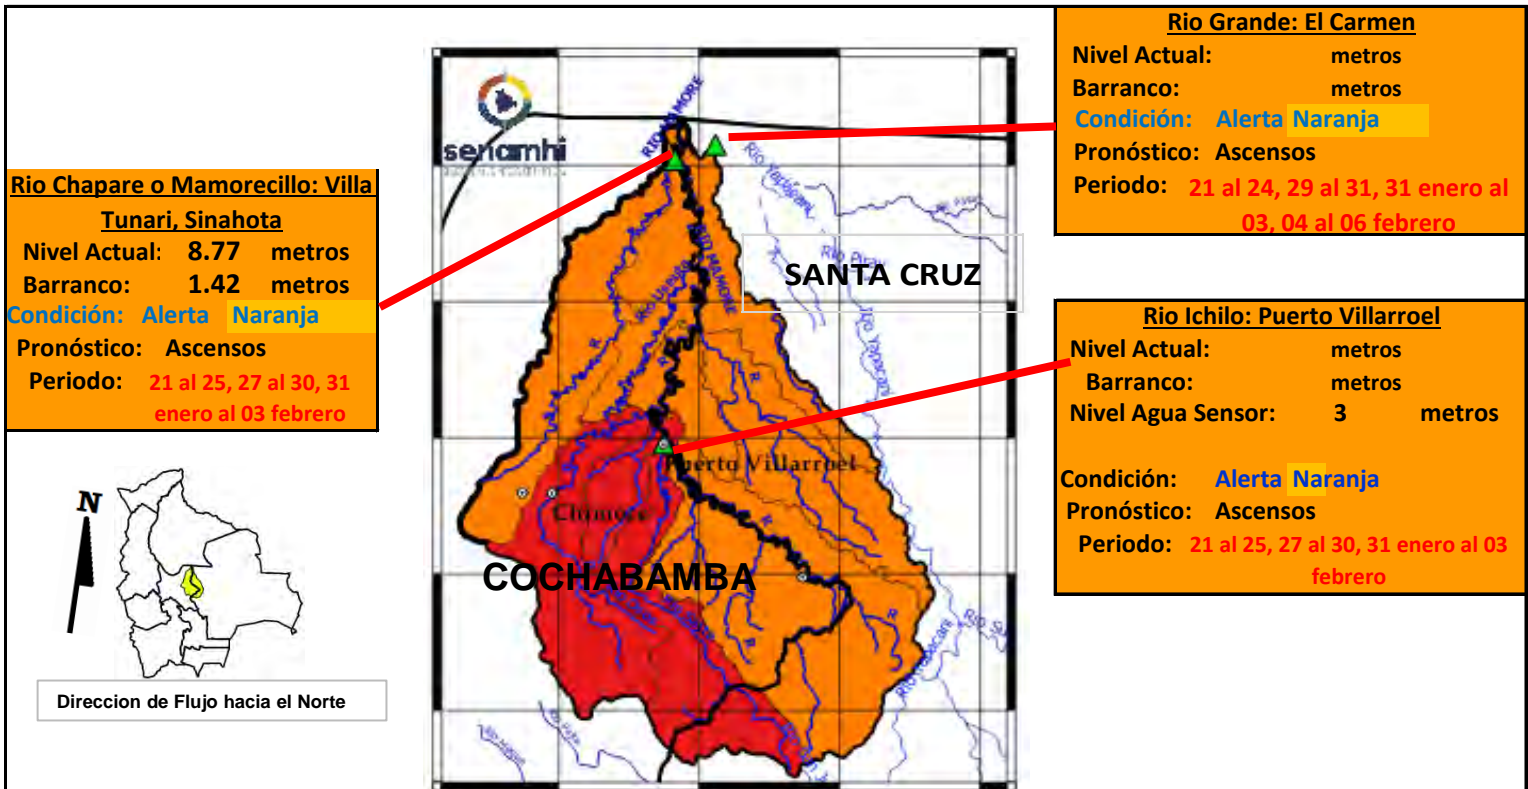 Rio Grande: El Carmen
Nivel Actual: metros
Barranco: metros
Condición: Alerta Naranja
Pronóstico: Ascensos
Periodo: 21 al 24, 29 al 31, 31 enero al
03, 04 al 06 febrero
senamhi
Rio Chapare o Mamorecillo: Villa
Tunari, Sinahota
Nivel Actual: 8.77 metros
Barranco: 1.42 metros
Condición: Alerta Naranja
Pronóstico: Ascensos
Periodo: 21 al 25, 27 al 30, 31
enero al 03 febrero
RIO MAMORE
Rio Yapacani
SANTA CRUZ
Rio Yapacani
Rio Ichilo: Puerto Villarroel
Nivel Actual: metros
Barranco: metros
Nivel Agua Sensor: 3 metros
Condición: Alerta Naranja
Pronóstico: Ascensos
Periodo: 21 al 25, 27 al 30, 31 enero al 03
febrero
R.
R.
R.
Puerto Villarroel
Chimore
R.
R.
R.
COCHABAMBA
Rio Yapacani
N
Direccion de Flujo hacia el Norte